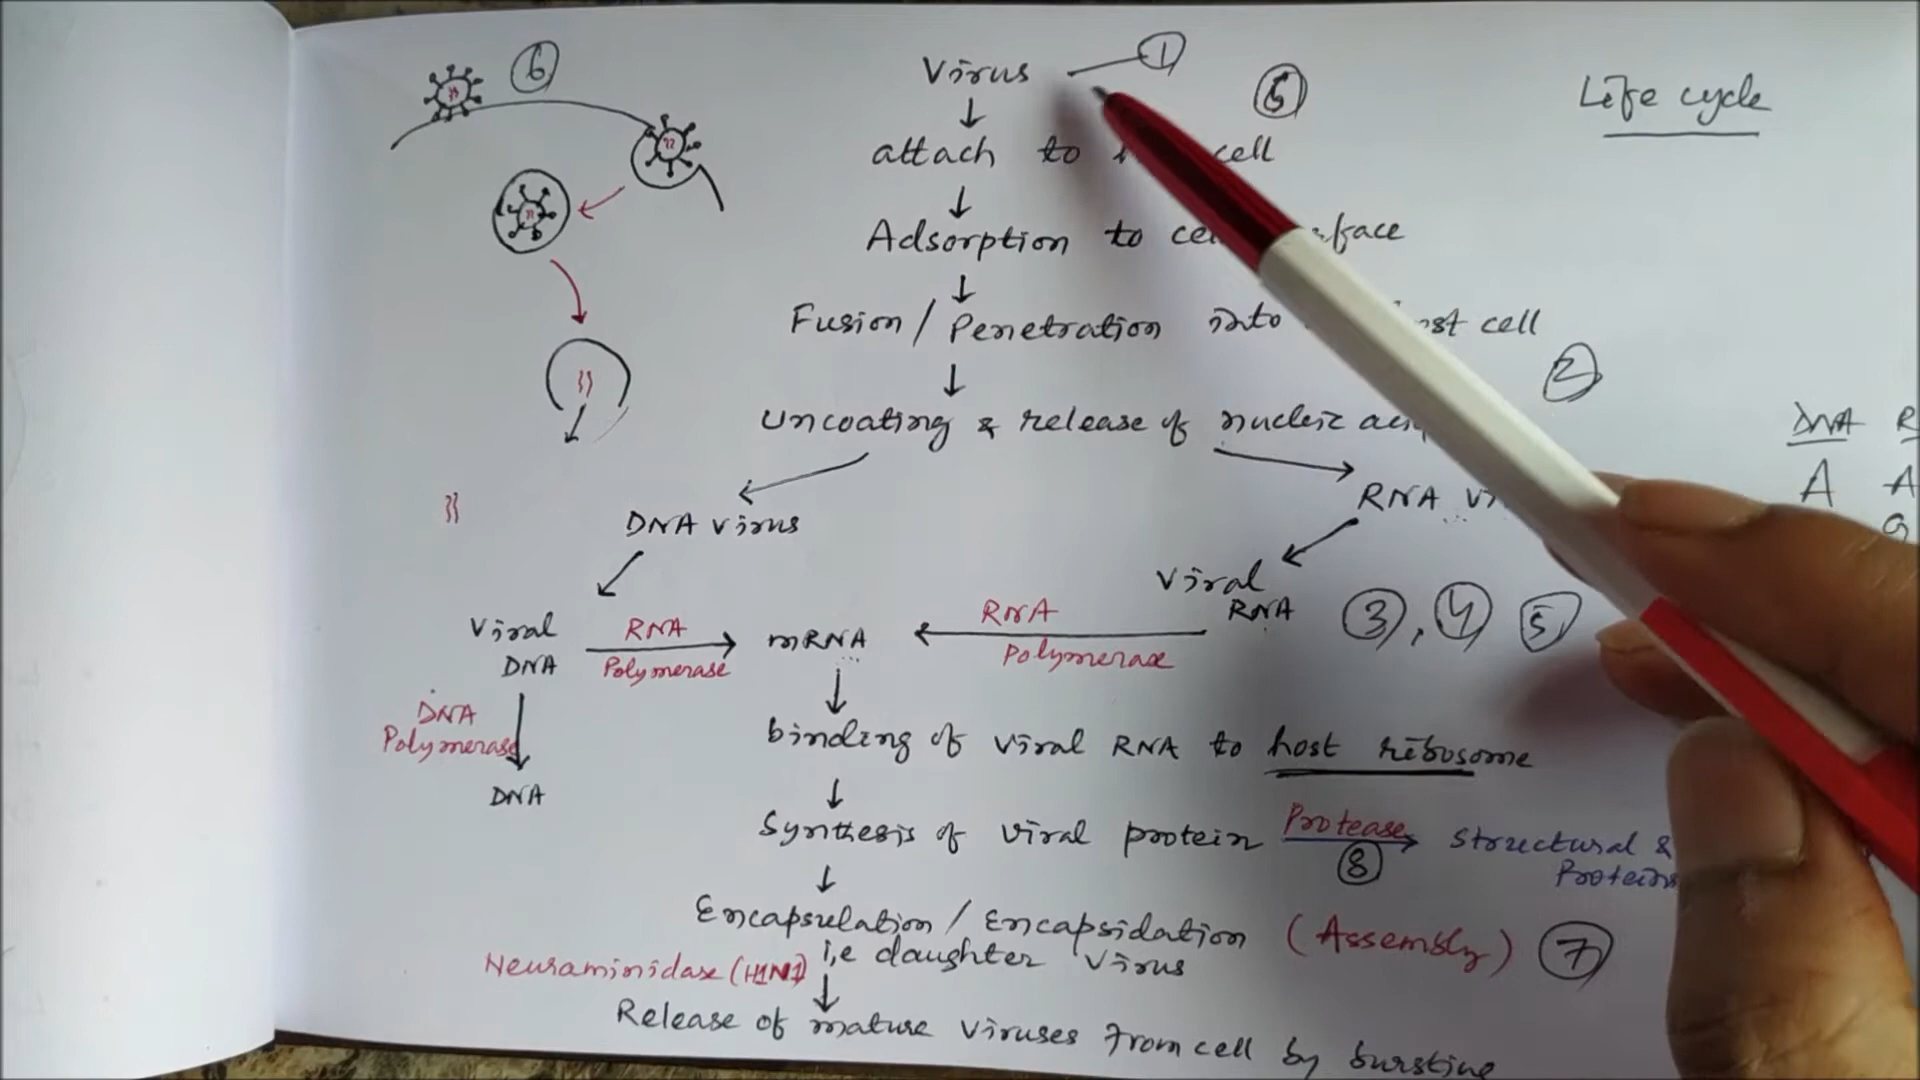 6
Virus
1
6
Life cycle
attach to cell
Adsorption to
Fusion / Penetration into cell
2
Uncoating & release of nucleic
DNA
A
A
DNA virus
RNA
Viral
DNA
RNA
Polymerase
mRNA
RNA
Polymerase
Viral
RNA
3, 4 5
DNA
Polymerase
DNA
binding of viral RNA to host ribosome
Synthesis of viral protein Protease Structural &
8
Proteins
Encapsulation / Encapsidation (Assembly) 7
i,e daughter virus
Neuraminidase (H1N1)
Release of mature viruses from cell by bursting